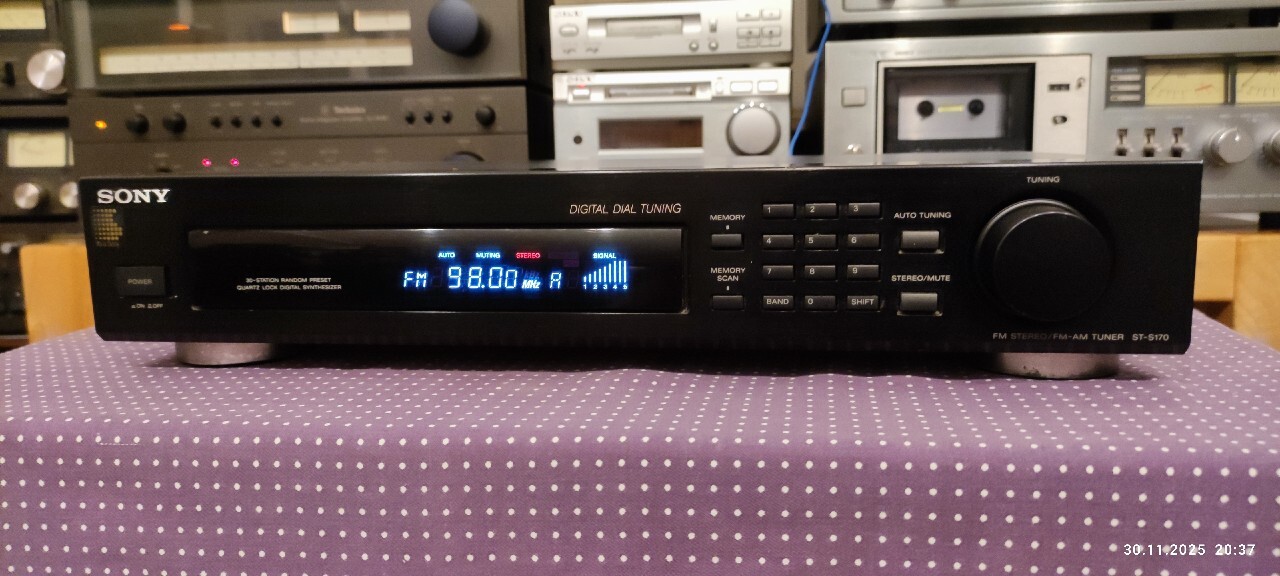 Technics
SONY
DIGITAL DIAL TUNING
TUNING
MEMORY
1 2 3
AUTO TUNING
4 5 6
AUTO MUTING STEREO SIGNAL
POWER
FM 98.00 MHz A
1 2 3 4 5
30-STATION RANDOM PRESET
QUARTZ LOCK DIGITAL SYNTHESIZER
MEMORY
SCAN
7 8 9
STEREO/MUTE
BAND 0 SHIFT
FM STEREO/FM-AM TUNER ST-S170
30.11.2025 20:37